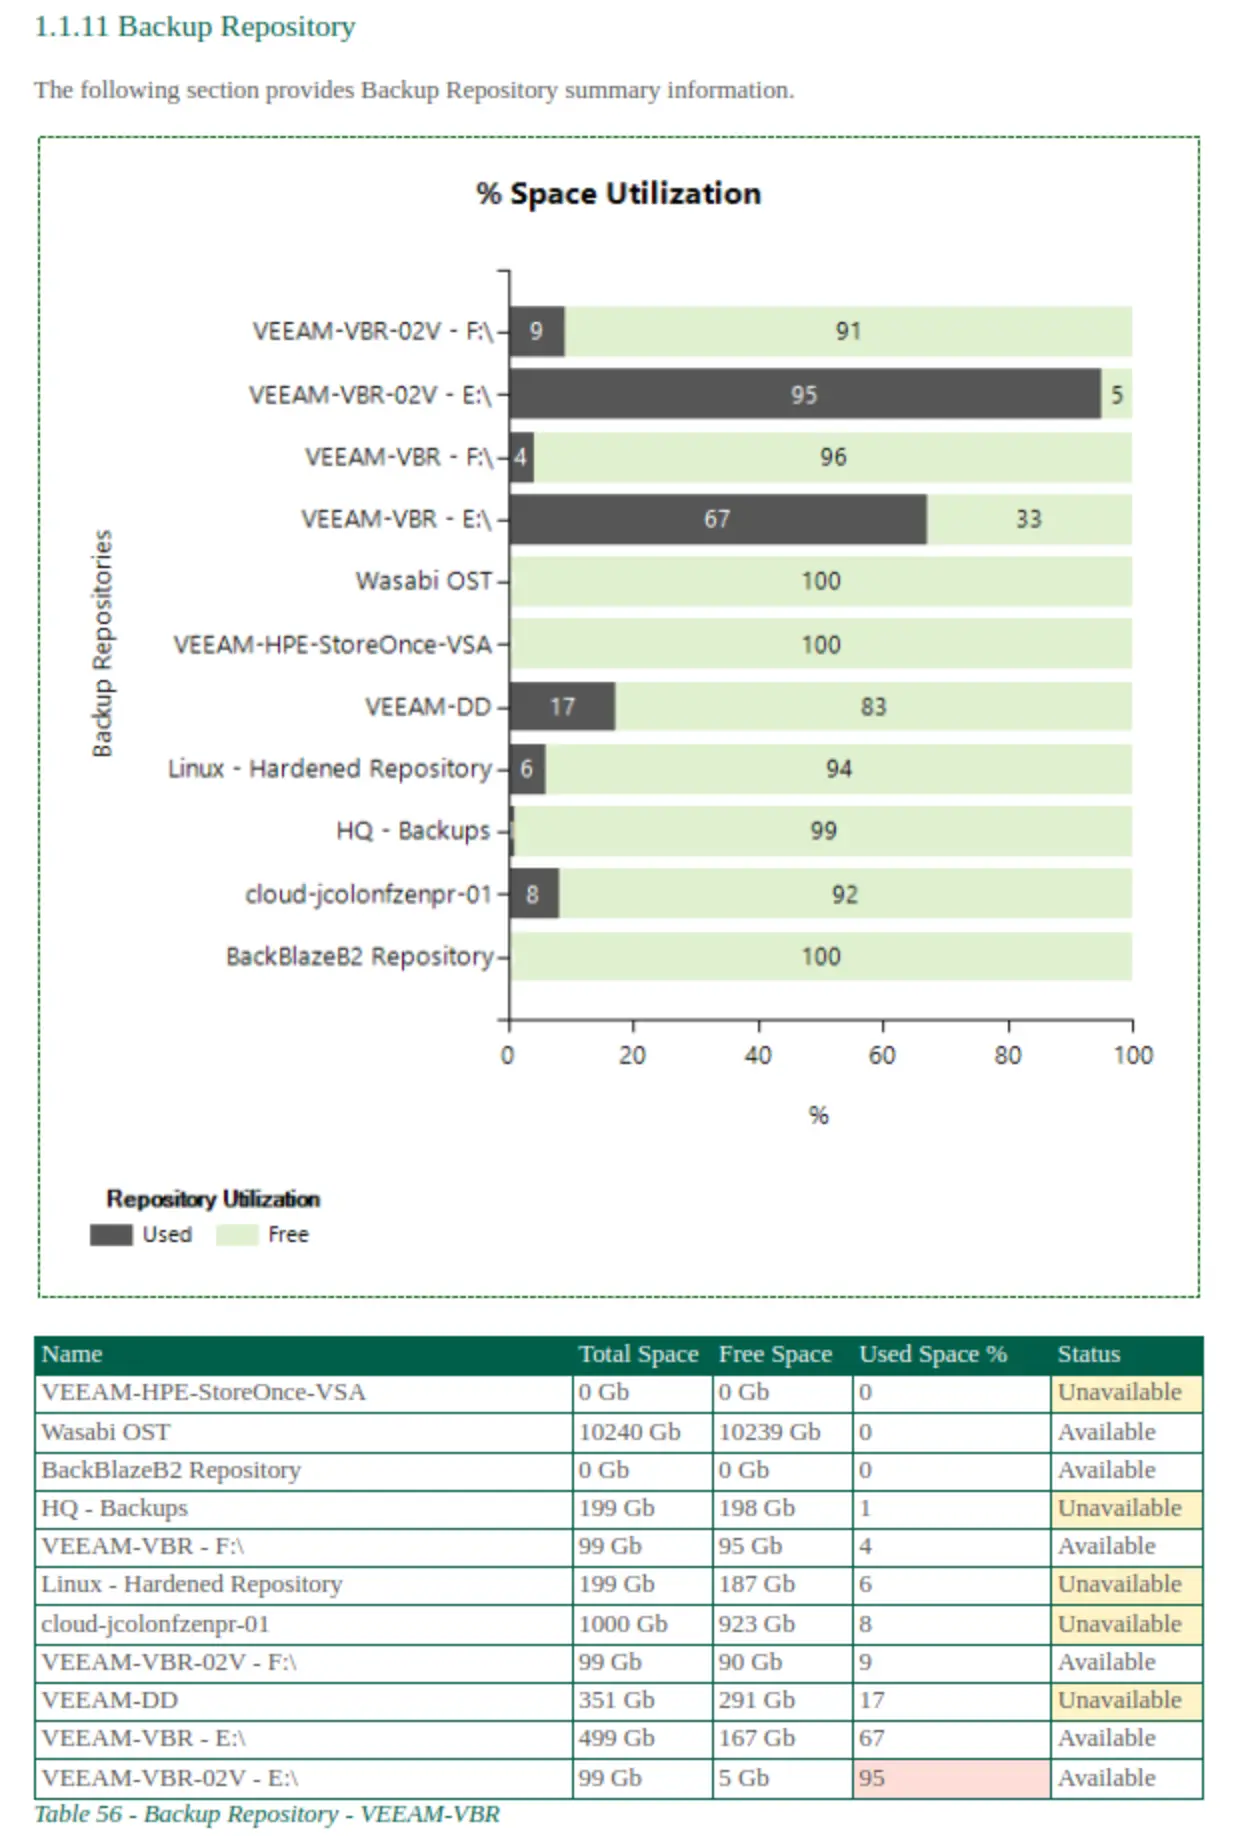 1.1.11 Backup Repository
The following section provides Backup Repository summary information.
% Space Utilization
Backup Repositories
VEEAM-VBR-02V - F:\ 9 91
VEEAM-VBR-02V - E:\ 95 5
VEEAM-VBR - F:\ 4 96
VEEAM-VBR - E:\ 67 33
Wasabi OST 100
VEEAM-HPE-StoreOnce-VSA 100
VEEAM-DD 17 83
Linux - Hardened Repository 6 94
HQ - Backups 99
cloud-jcolonfzenpr-01 8 92
BackBlazeB2 Repository 100
0 20 40 60 80 100
%
Repository Utilization
Used Free
Name Total Space Free Space Used Space % Status
VEEAM-HPE-StoreOnce-VSA 0 Gb 0 Gb 0 Unavailable
Wasabi OST 10240 Gb 10239 Gb 0 Available
BackBlazeB2 Repository 0 Gb 0 Gb 0 Available
HQ - Backups 199 Gb 198 Gb 1 Unavailable
VEEAM-VBR - F:\ 99 Gb 95 Gb 4 Available
Linux - Hardened Repository 199 Gb 187 Gb 6 Unavailable
cloud-jcolonfzenpr-01 1000 Gb 923 Gb 8 Unavailable
VEEAM-VBR-02V - F:\ 99 Gb 90 Gb 9 Available
VEEAM-DD 351 Gb 291 Gb 17 Unavailable
VEEAM-VBR - E:\ 499 Gb 167 Gb 67 Available
VEEAM-VBR-02V - E:\ 99 Gb 5 Gb 95 Available
Table 56 - Backup Repository - VEEAM-VBR